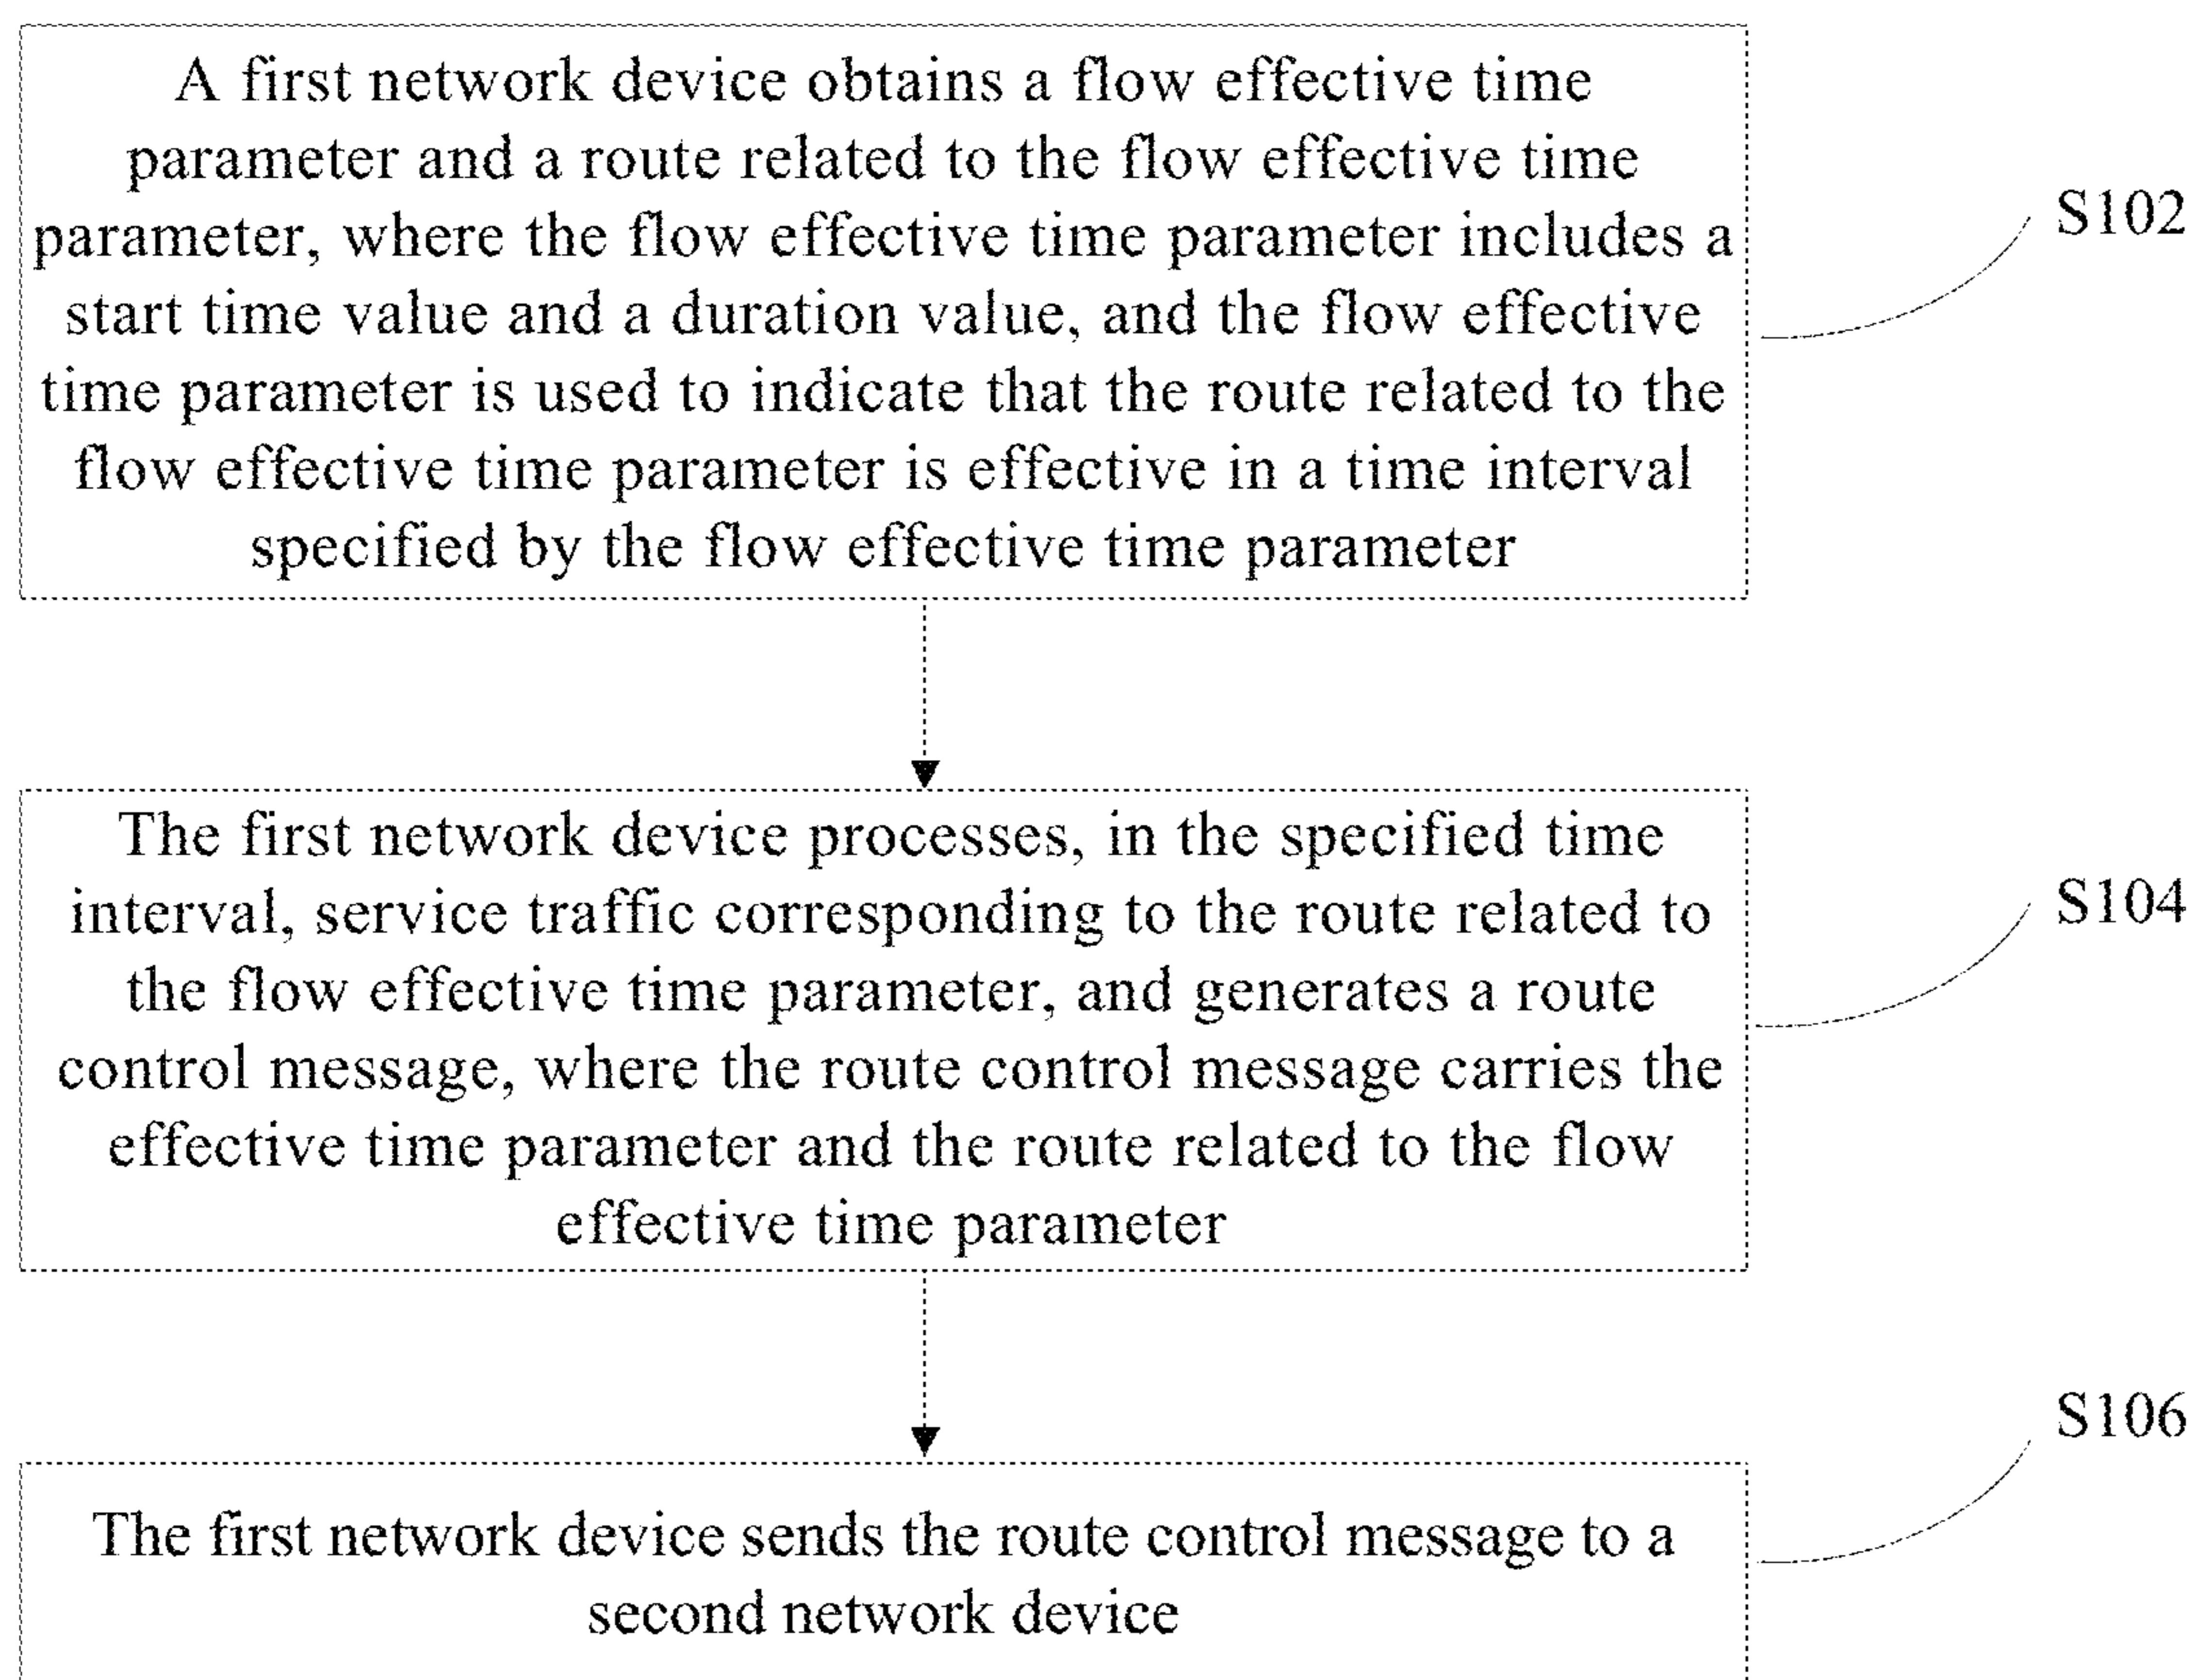 A first network device obtains a flow effective time
parameter and a route related to the flow effective time
parameter, where the flow effective time parameter includes a
start time value and a duration value, and the flow effective
time parameter is used to indicate that the route related to the
flow effective time parameter is effective in a time interval
specified by the flow effective time parameter
S102
The first network device processes, in the specified time
interval, service traffic corresponding to the route related to
the flow effective time parameter, and generates a route
control message, where the route control message carries the
effective time parameter and the route related to the flow
effective time parameter
S104
The first network device sends the route control message to a
second network device
S106